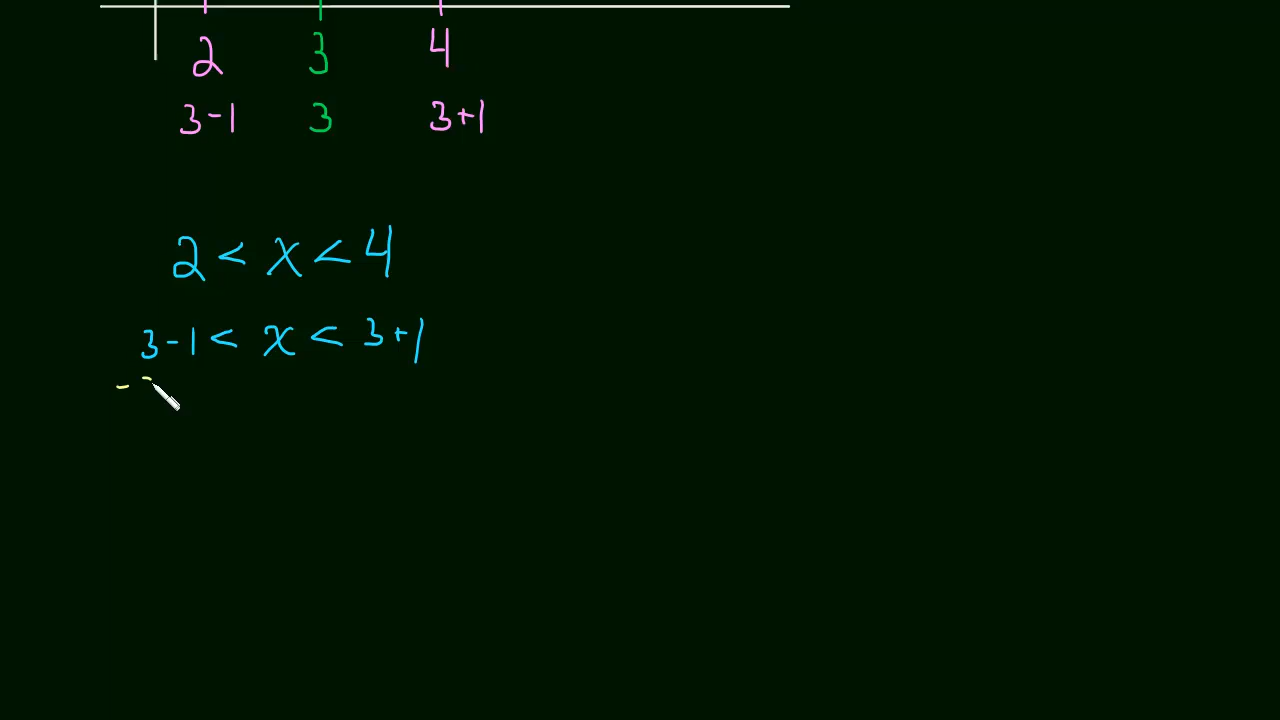 2 3 4
3-1 3 3+1
2 < x < 4
3-1 < x < 3+1
-